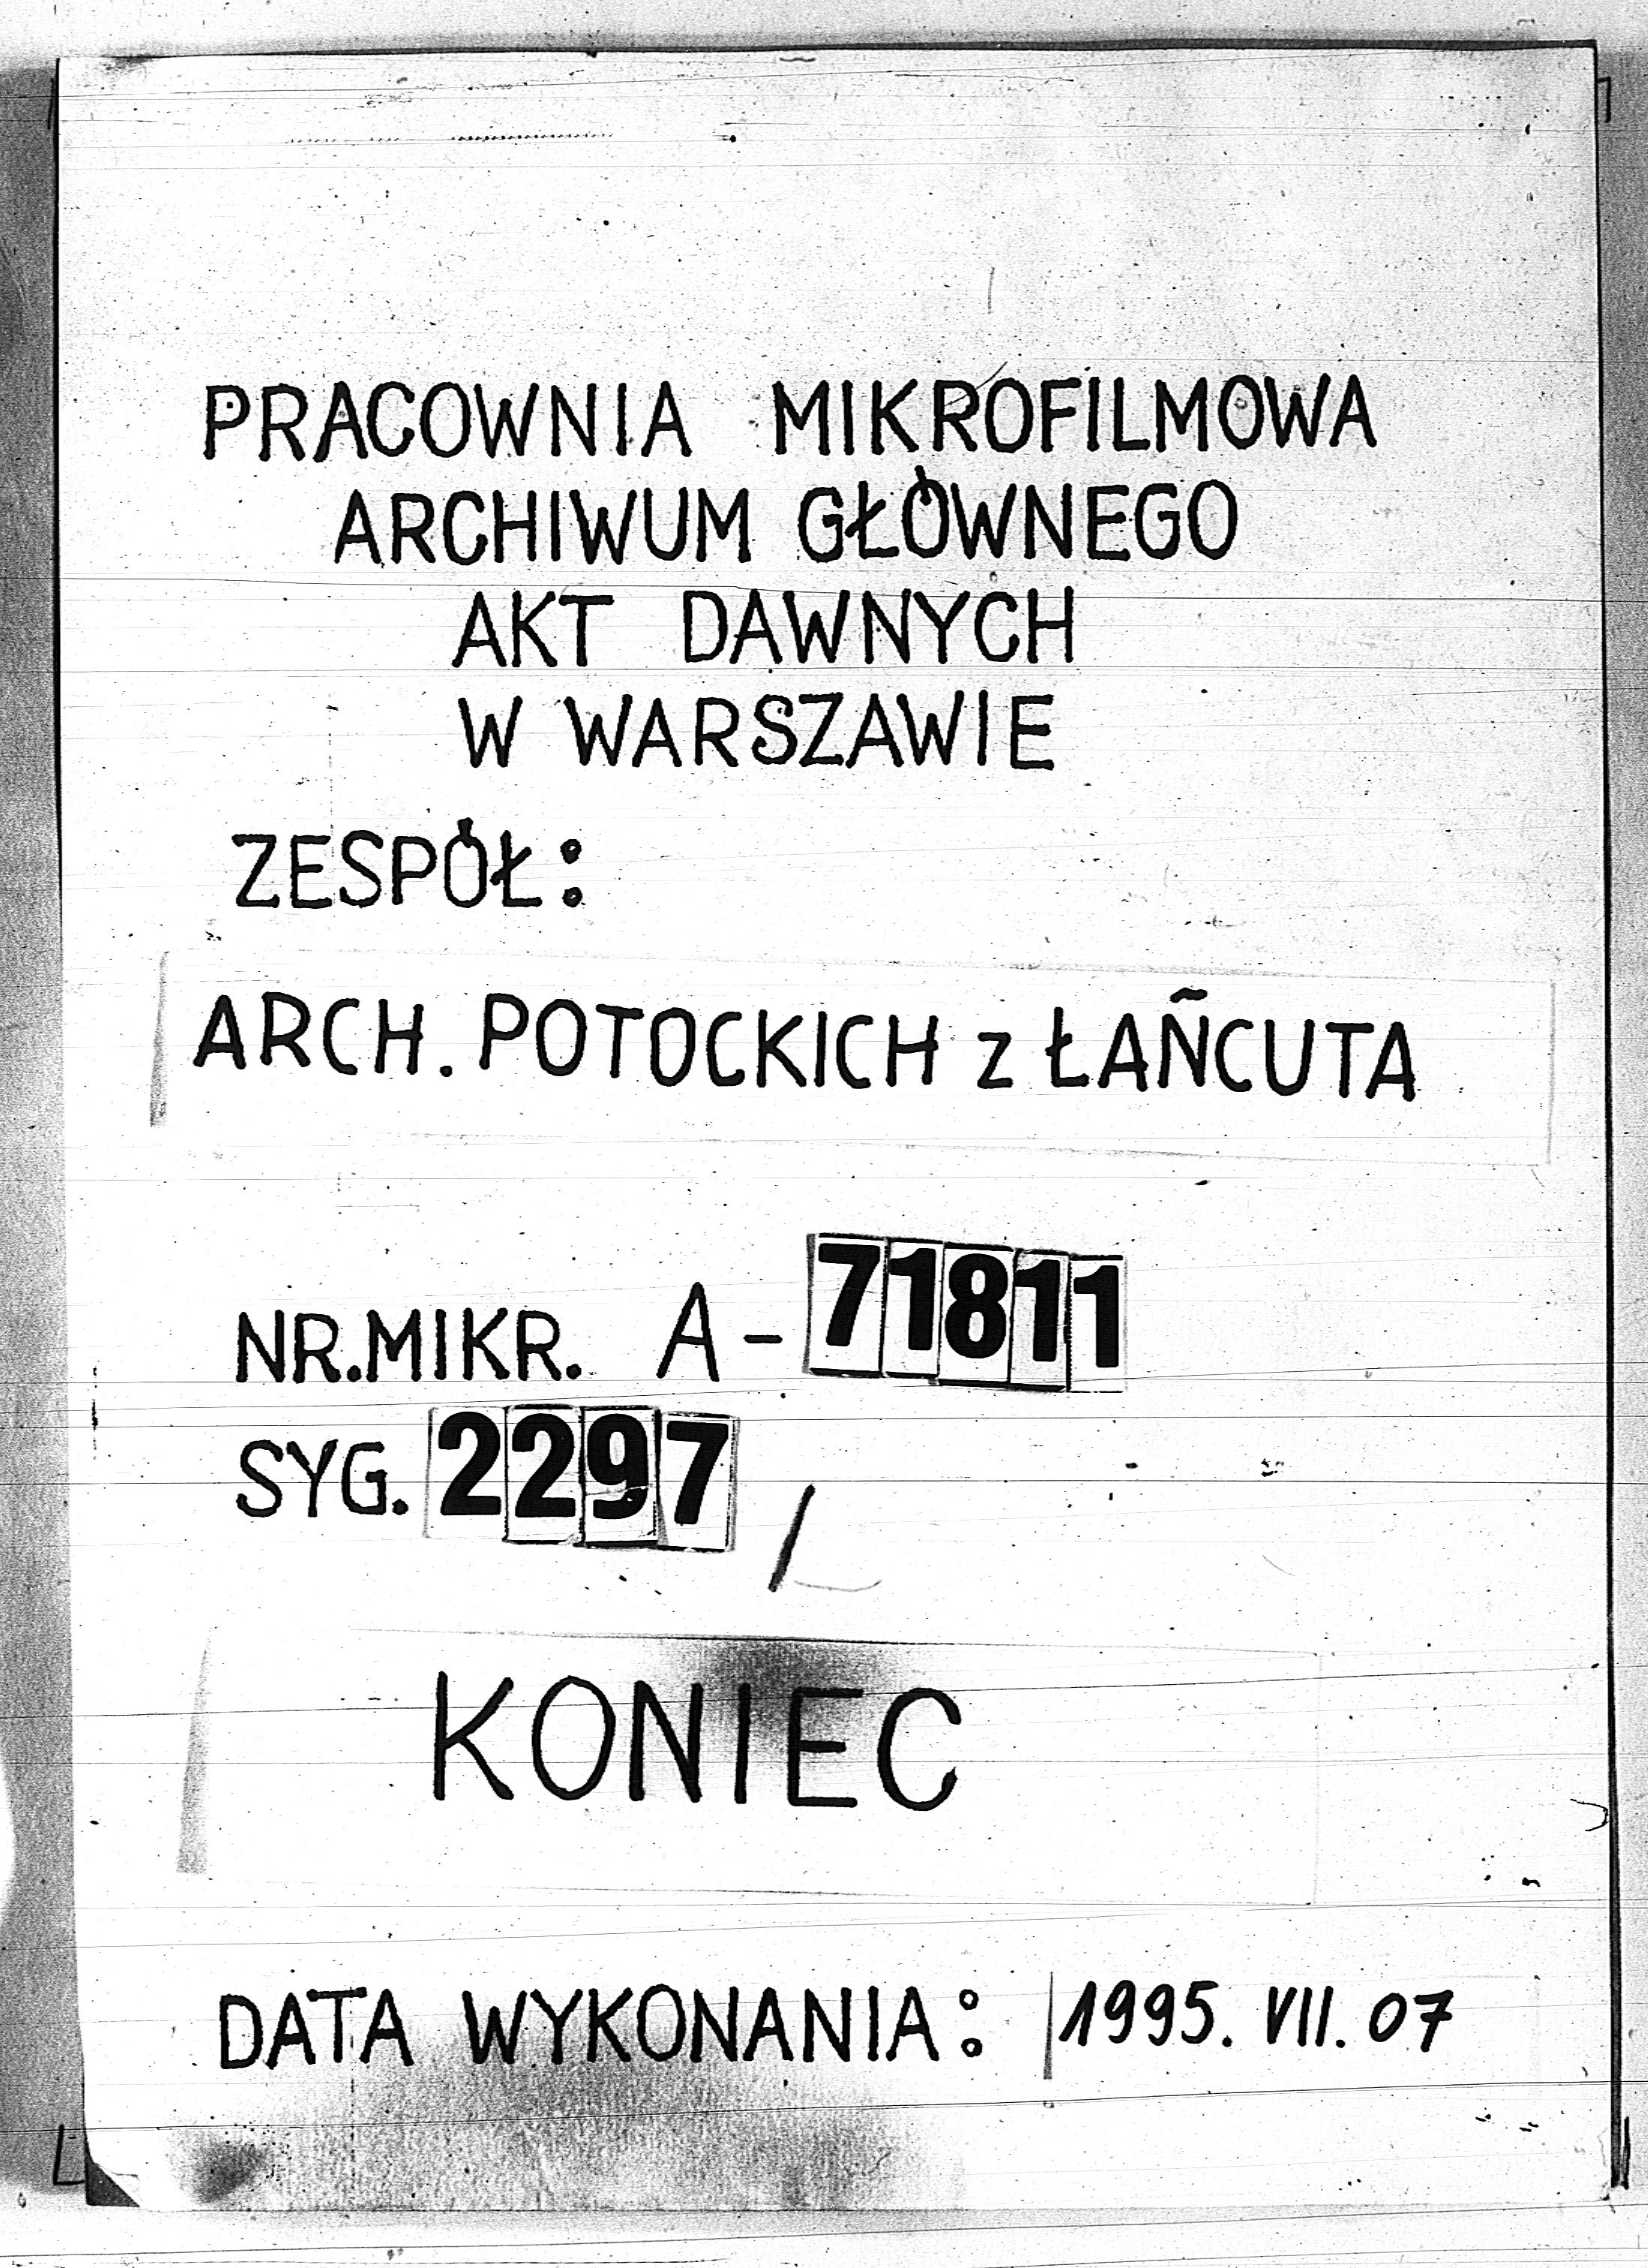 PRACOWNIA MIKROFILMOWA
ARCHIWUM GŁÓWNEGO
AKT DAWNYCH
W WARSZAWIE
ZESPÓŁ:
ARCH. POTOCKICH z ŁAŃCUTA
NR. MIKR. A-71811
SYG. 2297 /
KONIEC
DATA WYKONANIA: 1995. VII. 07